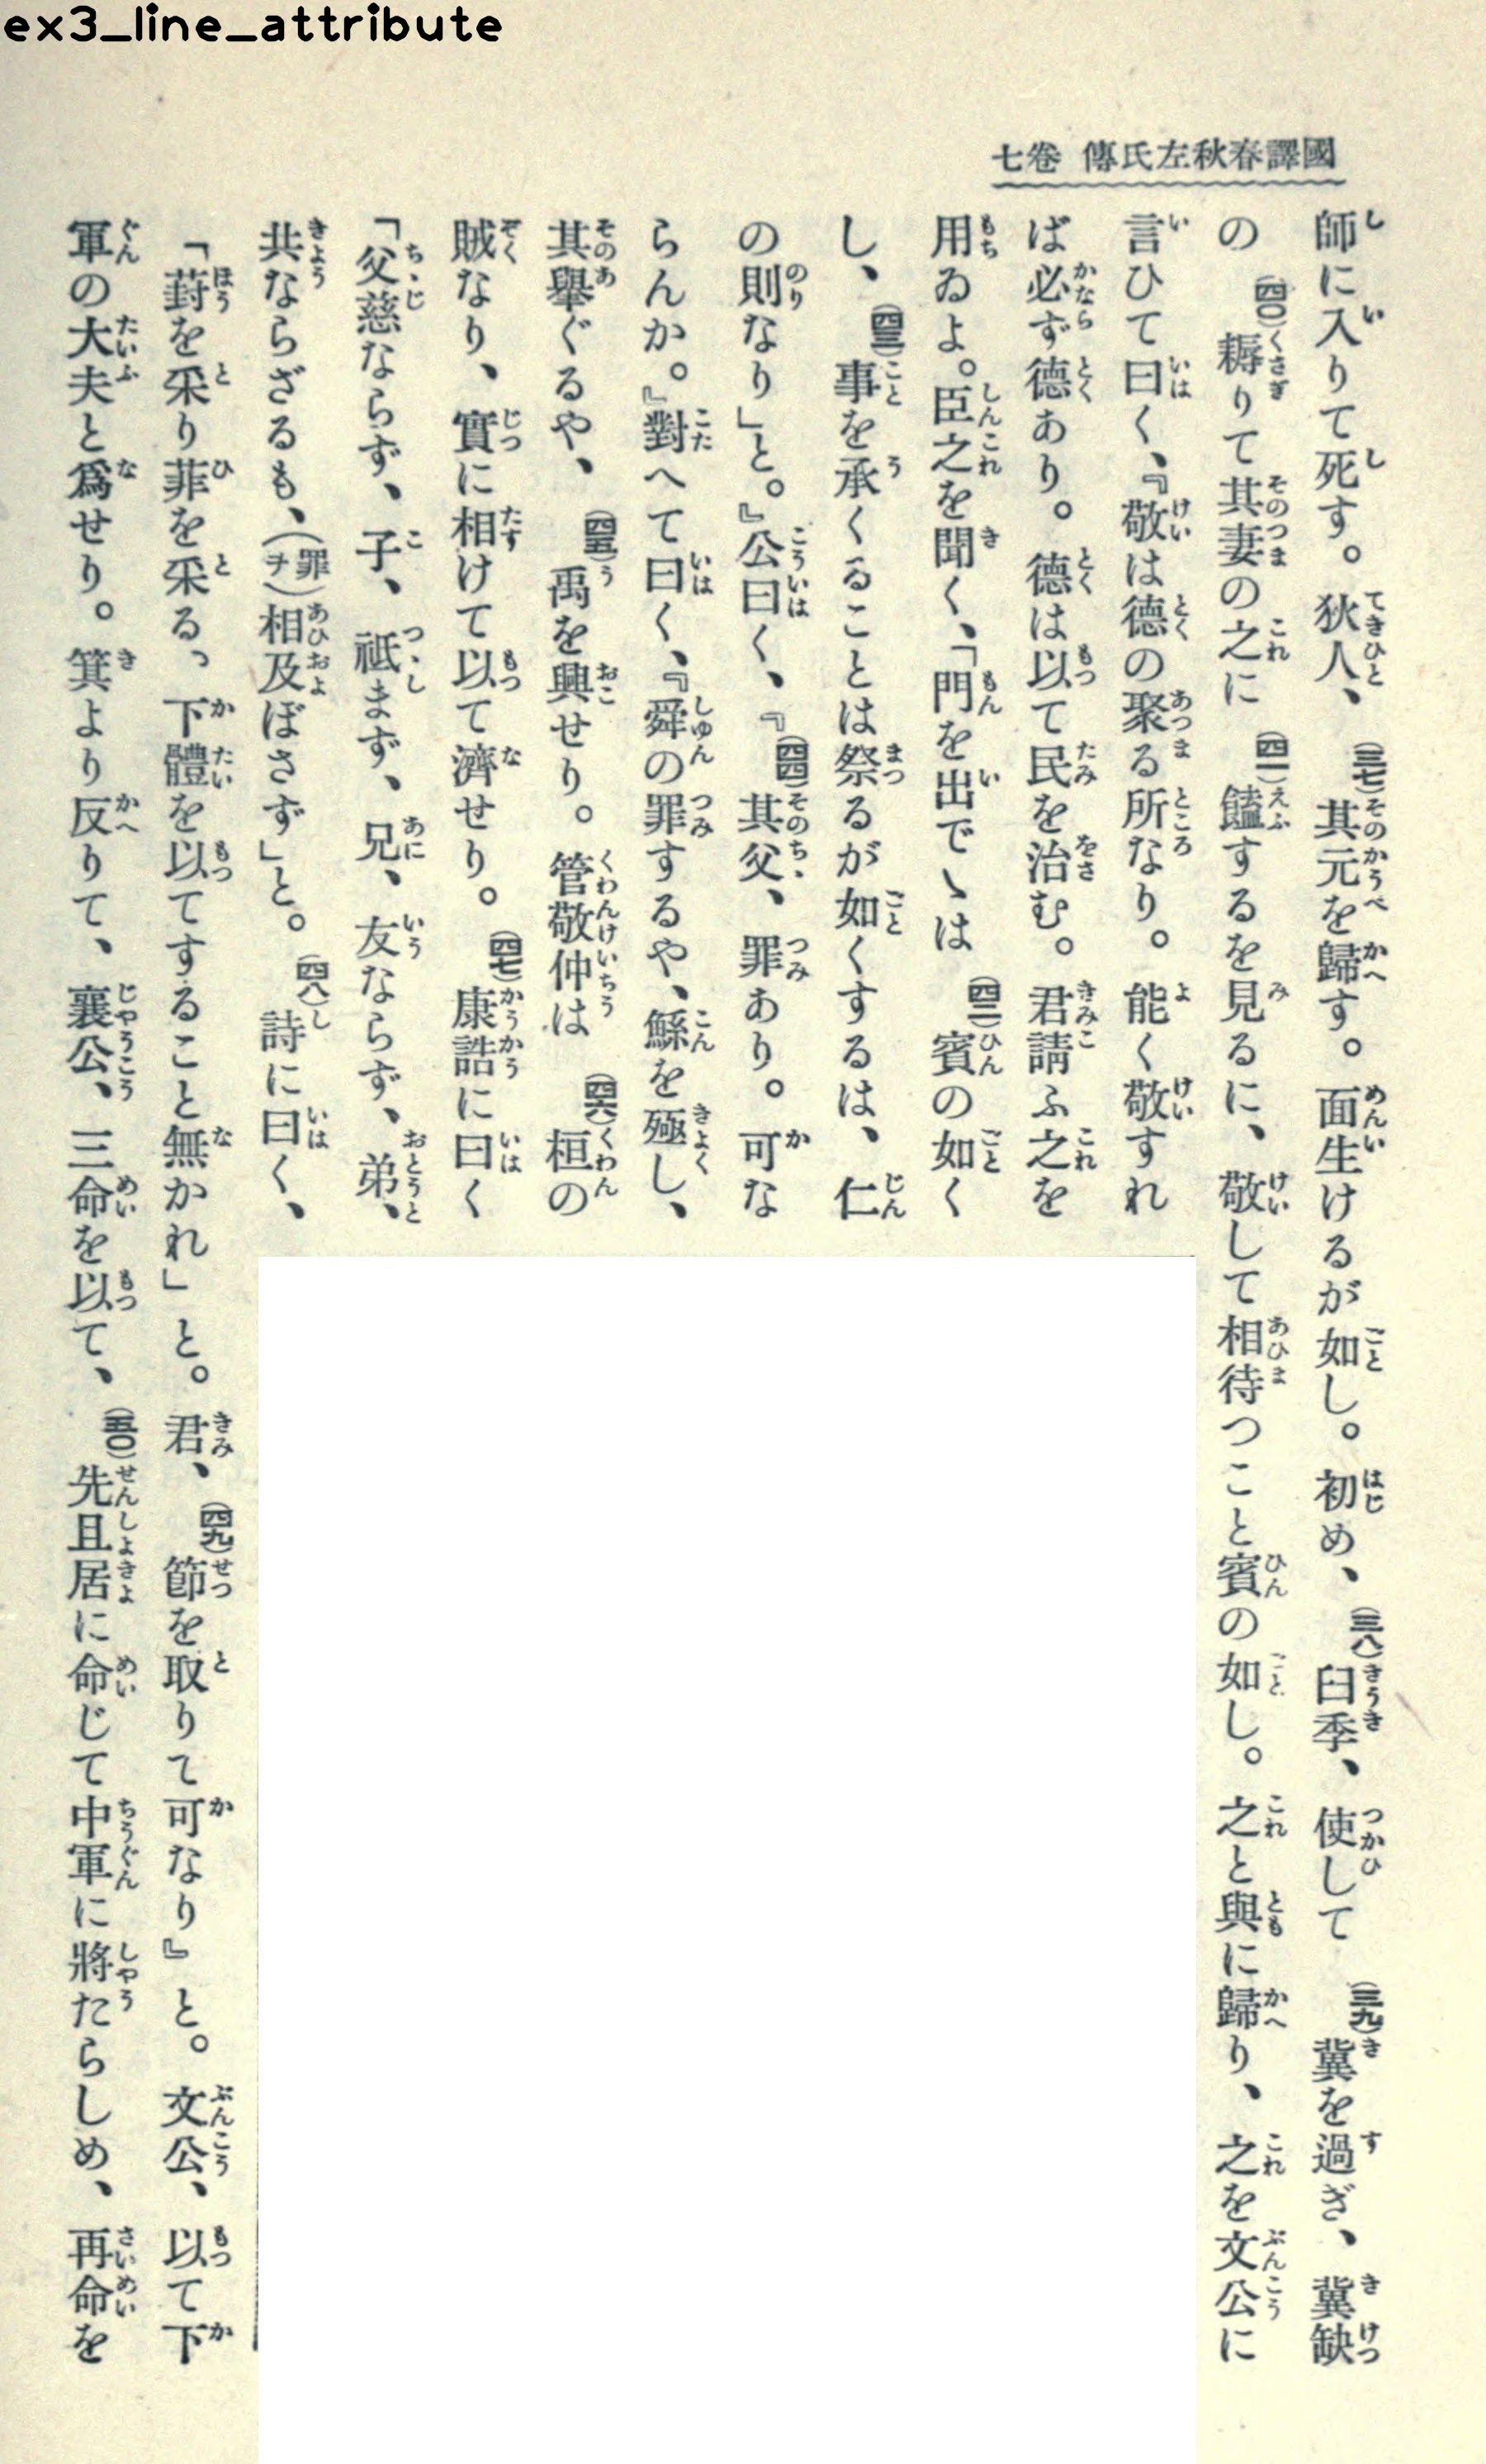 ex3_line_attribute
國譯春秋左氏傳 卷七
師に入りて死す。狄人、(三七)其元を歸す。面生けるが如し。初め、(三八)臼季、使して(三九)冀を過ぎ、冀缺
の(四〇)耨りて其妻の之に(四一)饁するを見るに、敬して相待つこと賓の如し。之と與に歸り、之を文公に
言ひて曰く、『敬は德の聚る所なり。能く敬すれ
ば必ず德あり。德は以て民を治む。君請ふ之を
用ゐよ。臣之を聞く、「門を出でゝは(四二)賓の如く
し、(四三)事を承くることは祭るが如くするは、仁
の則なり」と。』公曰く、『(四四)其父、罪あり。可な
らんか。』對へて曰く、『舜の罪するや、鯀を殛し、
其擧ぐるや、(四五)禹を興せり。管敬仲は(四六)桓の
賊なり、實に相けて以て濟せり。(四七)康誥に曰く
「父慈ならず、子、祗まず、兄、友ならず、弟、
共ならざるも、(罪ヲ)相及ぼさず」と。(四八)詩に曰く、
「葑を采り菲を采る、下體を以てすること無かれ」と。君、(四九)節を取りて可なり』と。文公、以て下
軍の大夫と爲せり。箕より反りて、襄公、三命を以て、(五〇)先且居に命じて中軍に將たらしめ、再命を